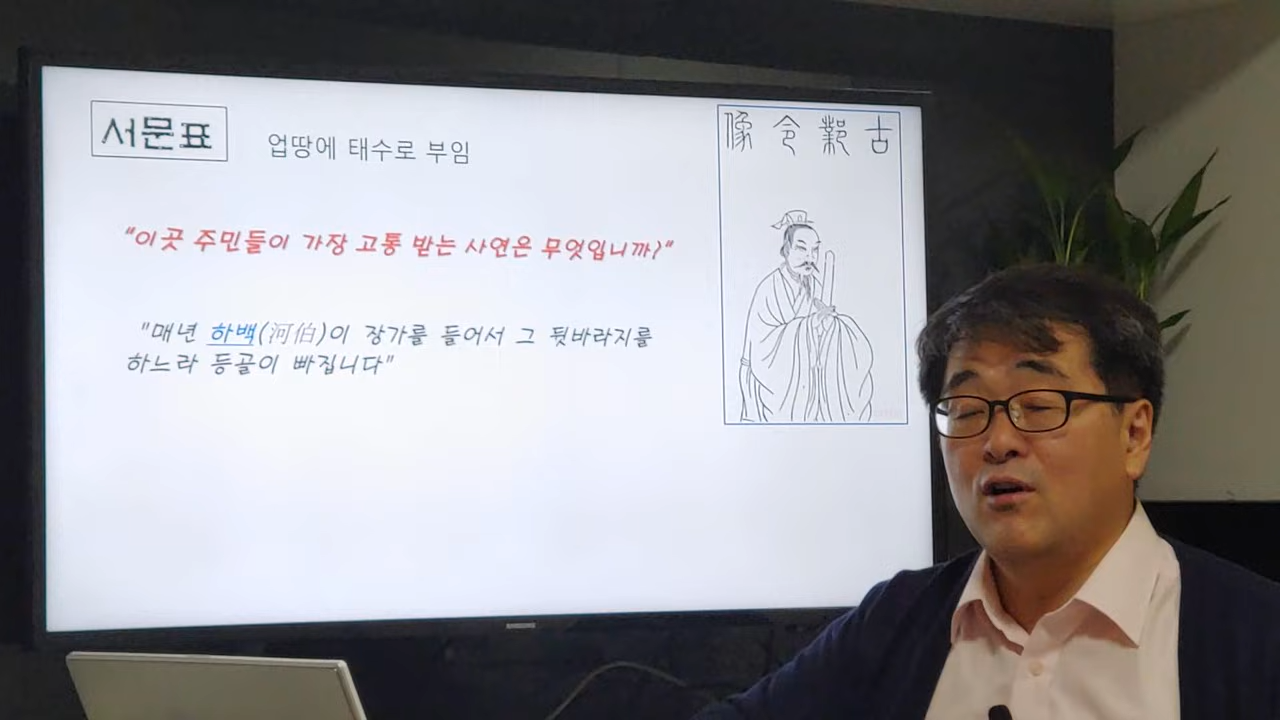 서문표
업땅에 태수로 부임
"이곳 주민들이 가장 고통 받는 사연은 무엇입니까?"
"매년 하백(河伯)이 장가를 들어서 그 뒷바라지를
하느라 등골이 빠집니다"
像令鄴古
SAMSUNG